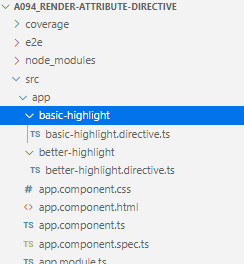 A094_RENDER-ATTRIBUTE-DIRECTIVE
coverage
e2e
node_modules
src
app
basic-highlight
TS basic-highlight.directive.ts
better-highlight
TS better-highlight.directive.ts
# app.component.css
<> app.component.html
TS app.component.ts
TS app.component.spec.ts
TS app.module.ts